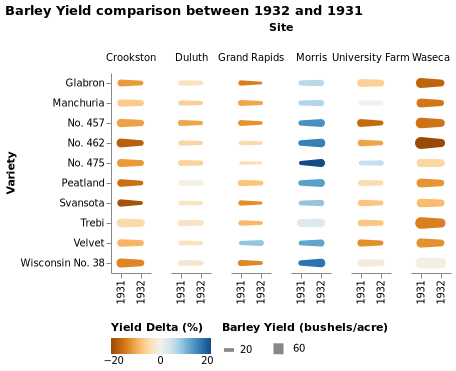 Barley Yield comparison between 1932 and 1931
Site
Crookston Duluth Grand Rapids Morris University Farm Waseca
Variety
Glabron
Manchuria
No. 457
No. 462
No. 475
Peatland
Svansota
Trebi
Velvet
Wisconsin No. 38
1931 1932 1931 1932 1931 1932 1931 1932 1931 1932 1931 1932
Yield Delta (%) Barley Yield (bushels/acre)
−20 0 20 20 60